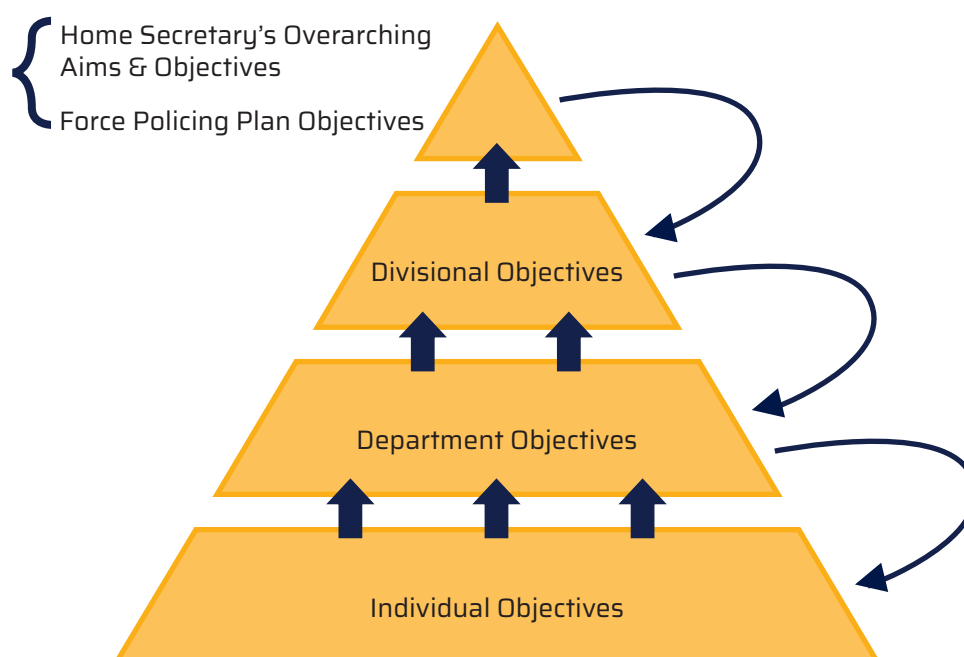 Home Secretary's Overarching
Aims & Objectives
Force Policing Plan Objectives
Divisional Objectives
Department Objectives
Individual Objectives